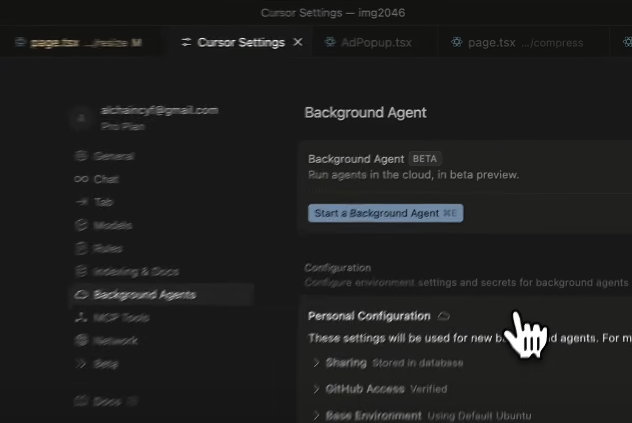 Cursor Settings — img2046
page.tsx .../resize M
Cursor Settings ×
AdPopup.tsx
page.tsx .../compress
alchaincyf@gmail.com
Pro Plan
General
Chat
Tab
Models
Rules
Indexing & Docs
Background Agents
MCP Tools
Network
Beta
Docs
Background Agent
Background Agent BETA
Run agents in the cloud, in beta preview.
Start a Background Agent ⌘E
Configuration
Configure environment settings and secrets for background agents
Personal Configuration
These settings will be used for new b nd agents. For m
Sharing Stored in database
GitHub Access Verified
Base Environment Using Default Ubuntu